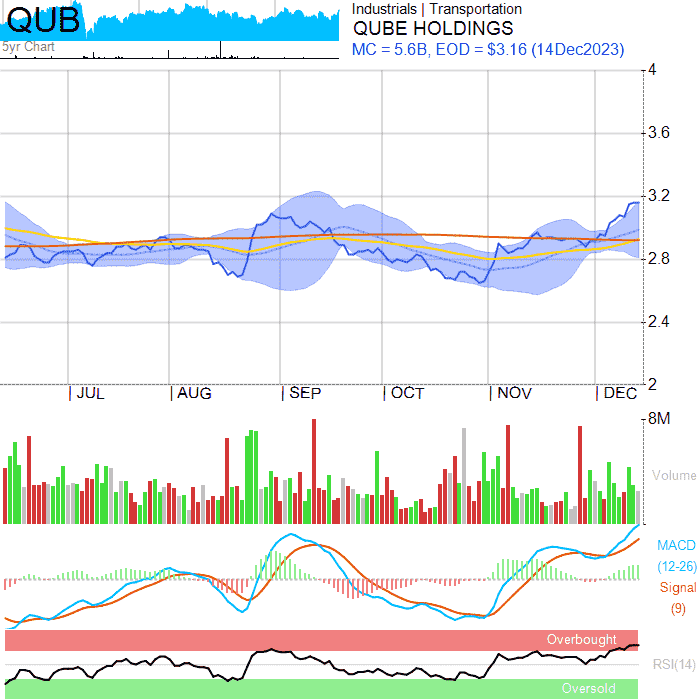 QUB
5yr Chart
Industrials | Transportation
QUBE HOLDINGS
MC = 5.6B, EOD = $3.16 (14Dec2023)
4
3.6
3.2
2.8
2.4
2
| JUL | AUG | SEP | OCT | NOV | DEC
8M
Volume
MACD
(12-26)
Signal
(9)
Overbought
RSI(14)
Oversold